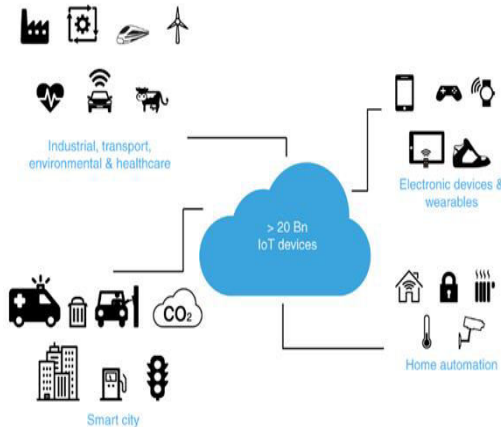 Industrial, transport,
environmental & healthcare
Electronic devices &
wearables
> 20 Bn
IoT devices
CO₂
Home automation
Smart city